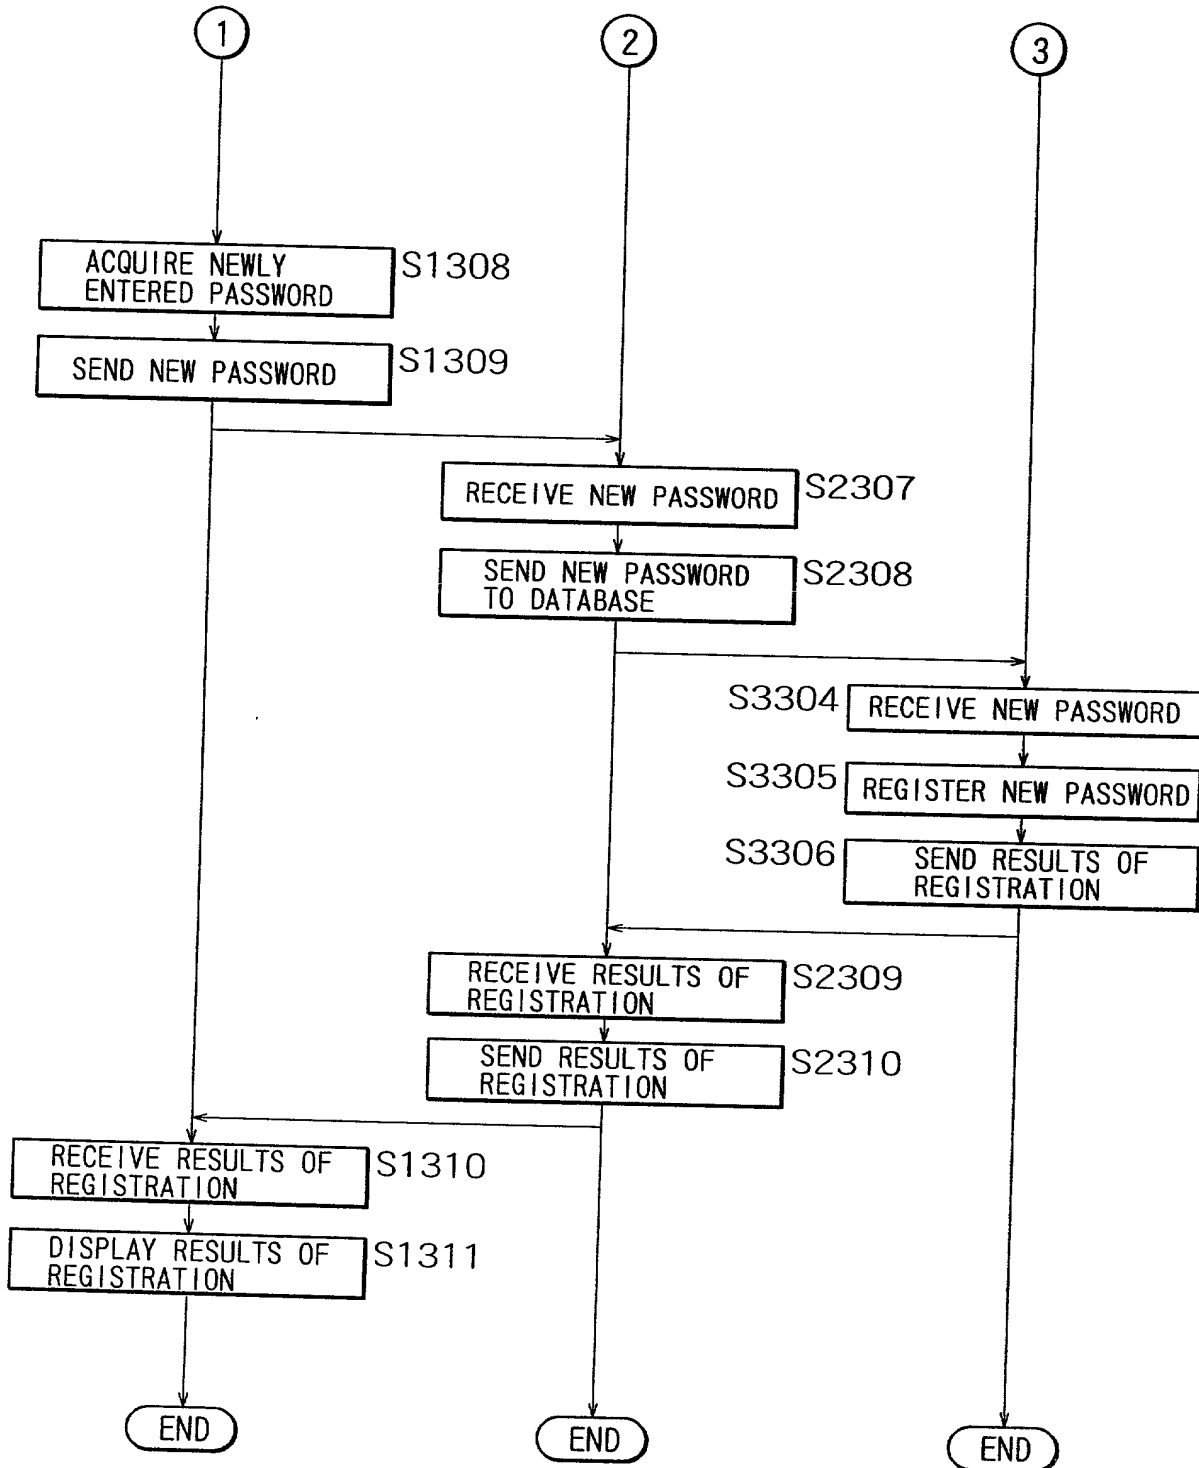 1
2
3
ACQUIRE NEWLY
ENTERED PASSWORD
S1308
SEND NEW PASSWORD
S1309
RECEIVE NEW PASSWORD
S2307
SEND NEW PASSWORD
TO DATABASE
S2308
S3304
RECEIVE NEW PASSWORD
S3305
REGISTER NEW PASSWORD
S3306
SEND RESULTS OF
REGISTRATION
RECEIVE RESULTS OF
REGISTRATION
S2309
SEND RESULTS OF
REGISTRATION
S2310
RECEIVE RESULTS OF
REGISTRATION
S1310
DISPLAY RESULTS OF
REGISTRATION
S1311
END
END
END